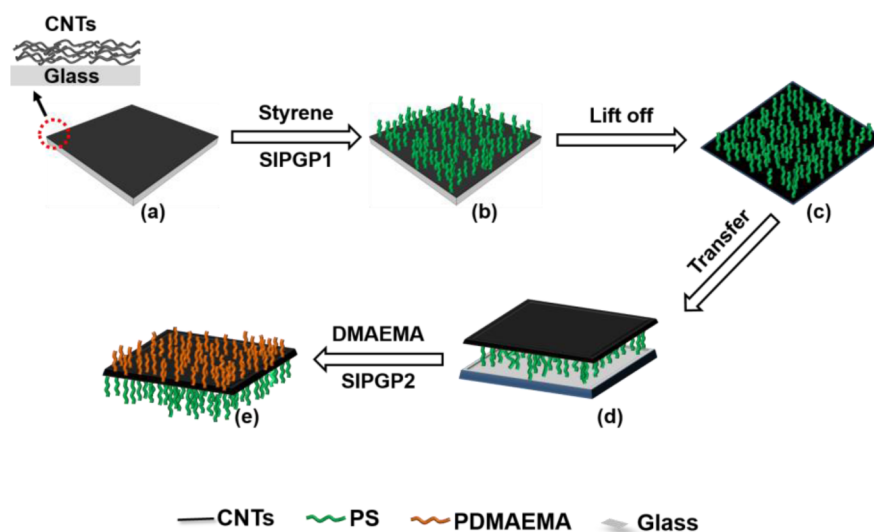 CNTs
Glass
(a)
Styrene
SIPGP1
(b)
Lift off
(c)
Transfer
(d)
DMAEMA
SIPGP2
(e)
CNTs
PS
PDMAEMA
Glass